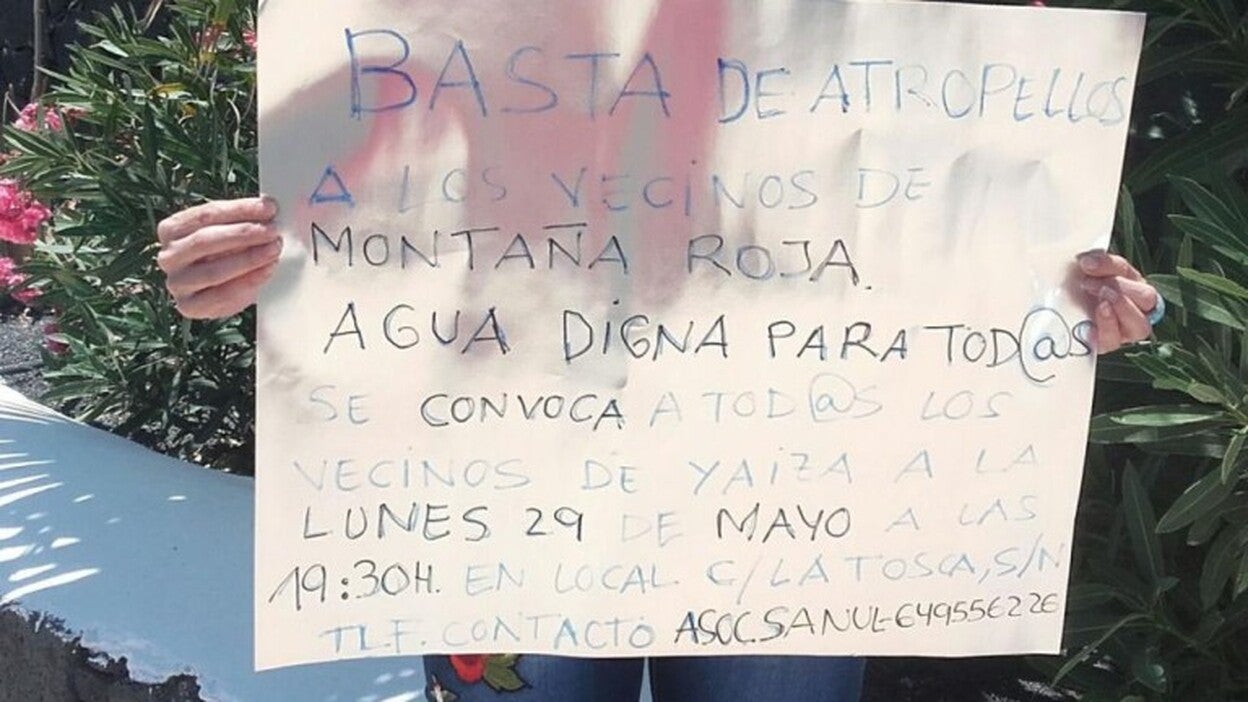 BASTA DE ATROPELLOS
A LOS VECINOS DE
MONTAÑA ROJA.
AGUA DIGNA PARA TOD@S
SE CONVOCA A TOD@S LOS
VECINOS DE YAIZA A LA
LUNES 29 DE MAYO A LAS
19:30H. EN LOCAL C/LA TOSCA, S/N
TLF. CONTACTO ASOC.SANUL-649556226